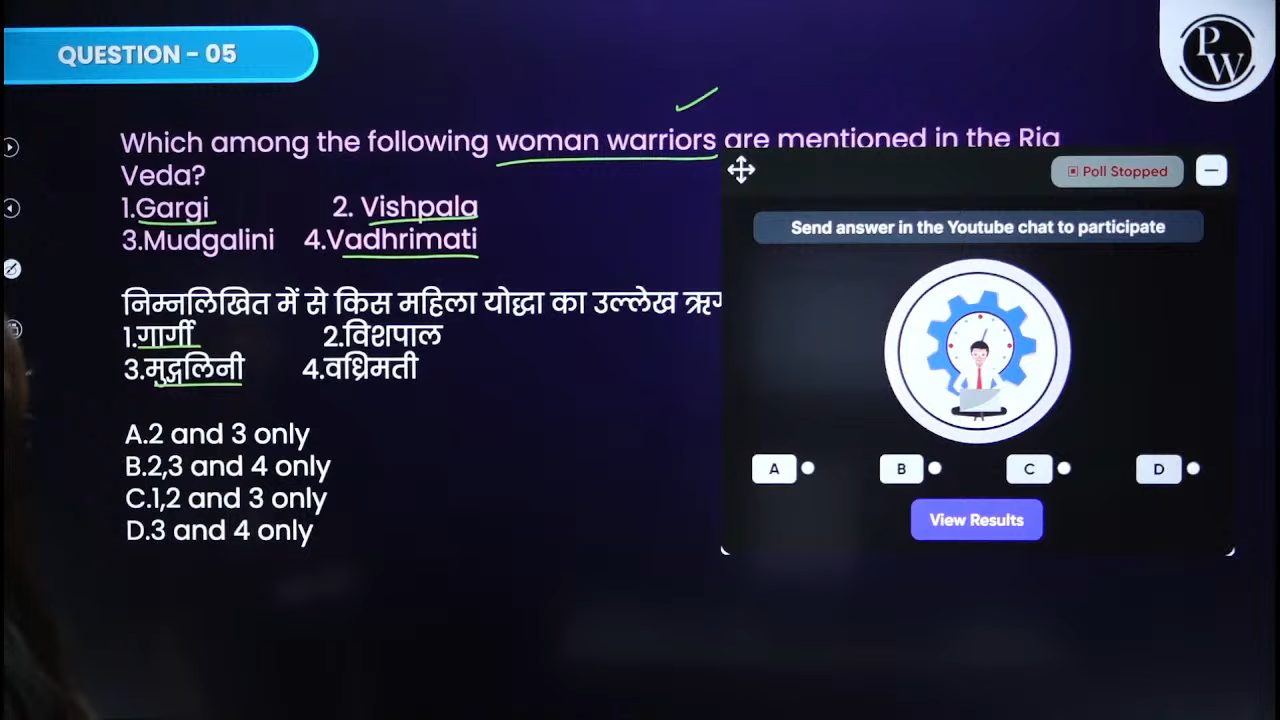 QUESTION - 05
PW
Which among the following woman warriors are mentioned in the Rig
Veda?
1.Gargi 2. Vishpala
3.Mudgalini 4.Vadhrimati
निम्नलिखित में से किस महिला योद्धा का उल्लेख
1.गार्गी 2.विशपाल
3.मुद्गलिनी 4.वध्रिमती
A.2 and 3 only
B.2,3 and 4 only
C.1,2 and 3 only
D.3 and 4 only
Poll Stopped
Send answer in the Youtube chat to participate
A B C D
View Results